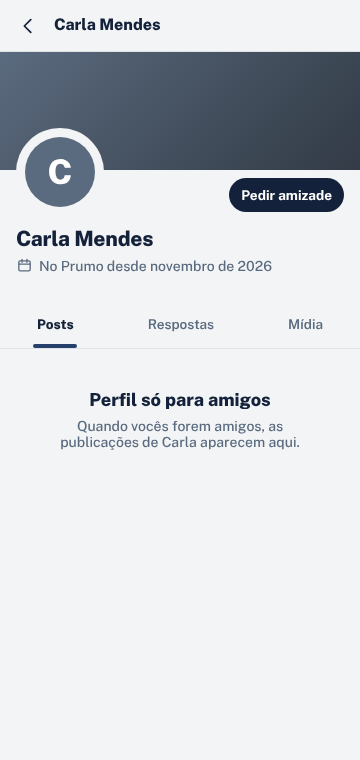 Carla Mendes
C
Pedir amizade
Carla Mendes
No Prumo desde novembro de 2026
Posts
Respostas
Mídia
Perfil só para amigos
Quando vocês forem amigos, as
publicações de Carla aparecem aqui.